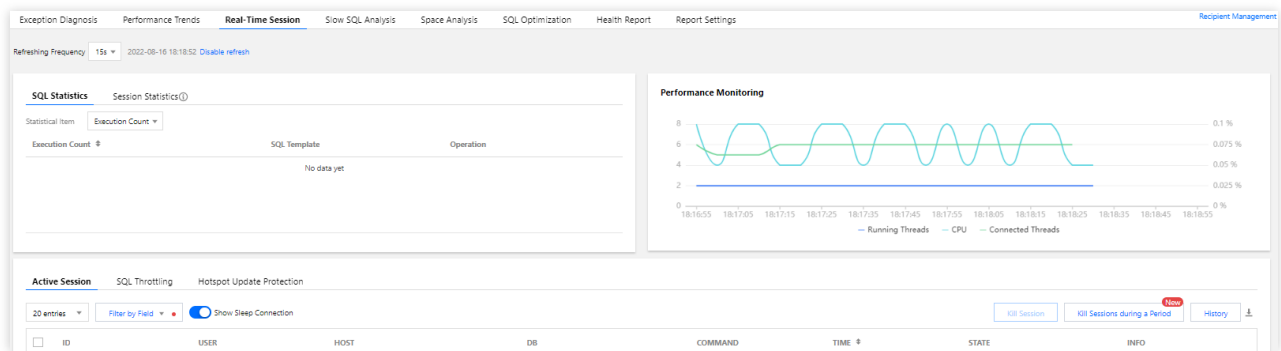 Exception Diagnosis Performance Trends Real-Time Session Slow SQL Analysis Space Analysis SQL Optimization Health Report Report Settings Recipient Management
Refreshing Frequency 15s 2022-08-16 18:18:52 Disable refresh
SQL Statistics Session Statistics
Statistical Item Execution Count
Execution Count SQL Template Operation
No data yet
Performance Monitoring
8 0.1 %
6 0.075 %
4 0.05 %
2 0.025 %
0 0 %
18:16:55 18:17:05 18:17:15 18:17:25 18:17:35 18:17:45 18:17:55 18:18:05 18:18:15 18:18:25 18:18:35 18:18:45 18:18:55
Running Threads CPU Connected Threads
Active Session SQL Throttling Hotspot Update Protection
20 entries Filter by Field Show Sleep Connection Kill Session Kill Sessions during a Period New History
ID USER HOST DB COMMAND TIME STATE INFO